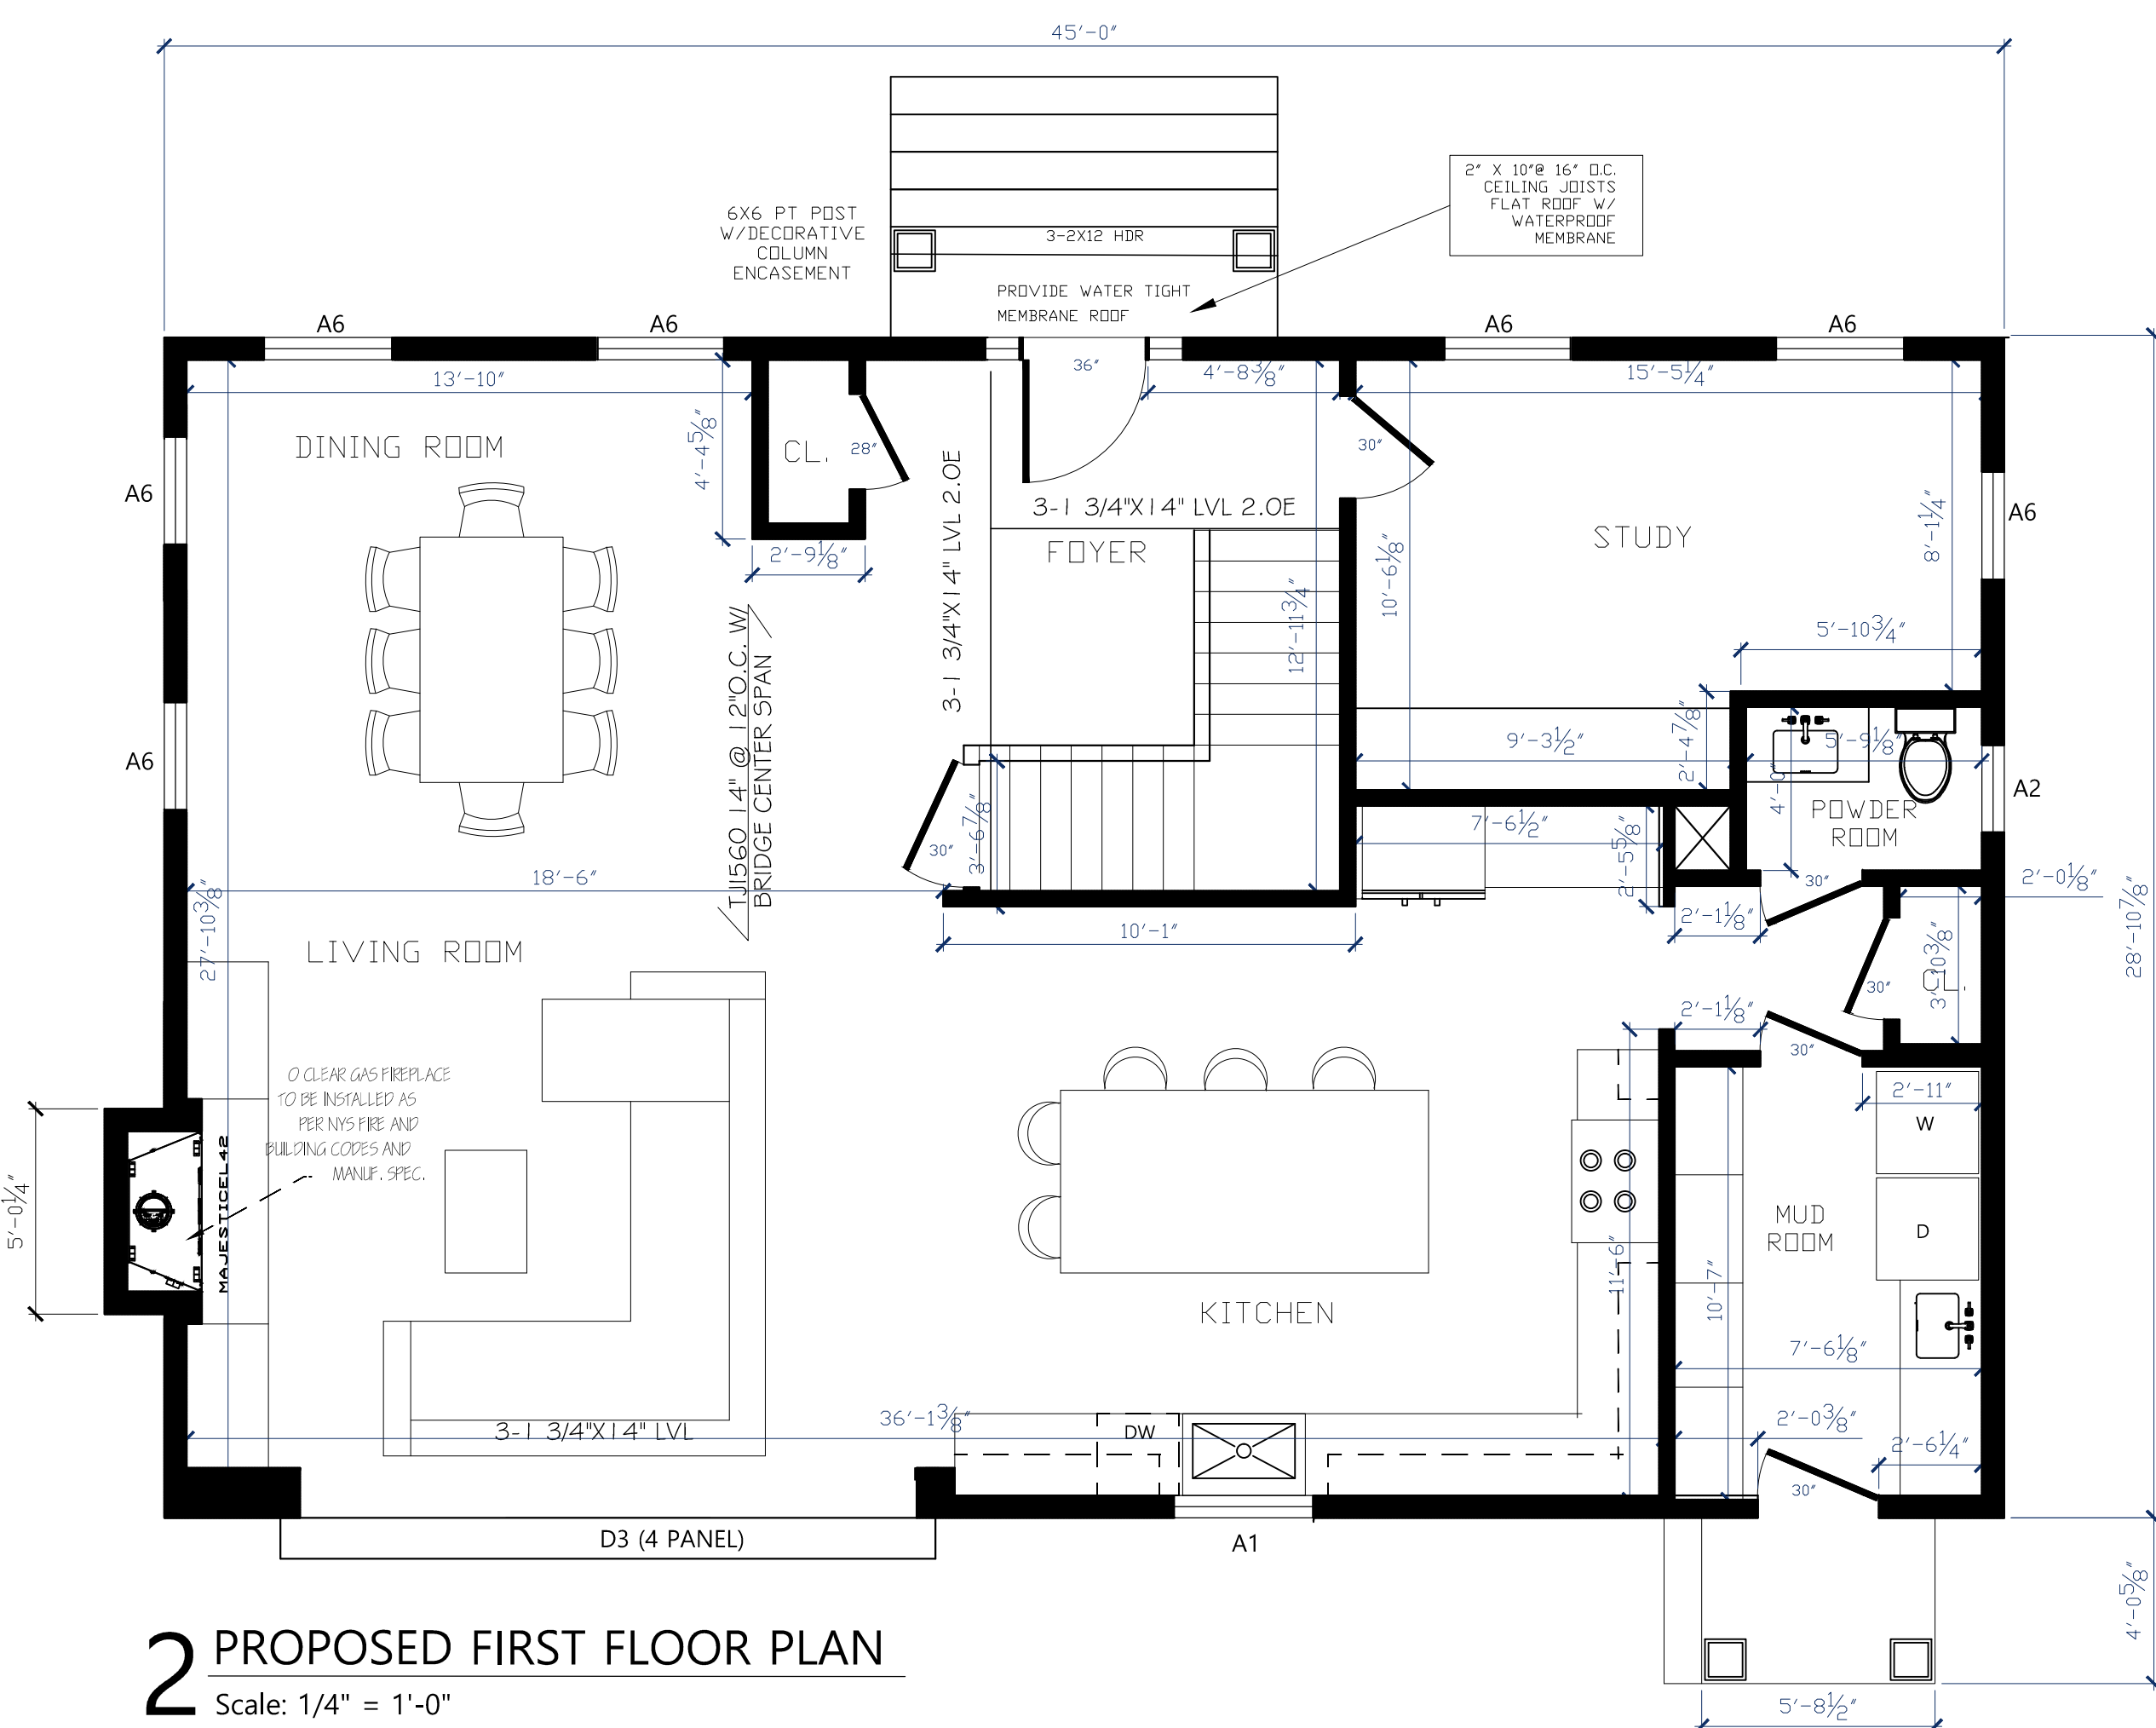 45'-0"
2" X 10"@ 16" O.C.
CEILING JOISTS
FLAT ROOF W/
WATERPROOF
MEMBRANE
6X6 PT POST
W/DECORATIVE
COLUMN
ENCASEMENT
3-2X12 HDR
PROVIDE WATER TIGHT
MEMBRANE ROOF
A6
A6
A6
A6
13'-10"
36"
4'-8 3/8"
15'-5 1/4"
DINING ROOM
4'-4 5/8"
CL.
28"
30"
A6
A6
3-1 3/4"X14" LVL 2.0E
3-1 3/4"X14" LVL 2.0E
FOYER
STUDY
8'-1 1/4"
2'-9 1/8"
10'-6 1/8"
12'-11 3/4"
5'-10 3/4"
TJI560 14" @ 12"O.C. W/
BRIDGE CENTER SPAN
A6
9'-3 1/2"
2'-4 7/8"
5'-9 1/8"
4'-0"
A2
POWDER
ROOM
30"
3'-6 7/8"
7'-6 1/2"
2'-5 5/8"
18'-6"
27'-10 3/8"
30"
2'-0 1/8"
2'-1 1/8"
10'-1"
LIVING ROOM
3'-10 3/8"
CL.
30"
28'-10 7/8"
2'-1 1/8"
30"
O CLEAR GAS FIREPLACE
TO BE INSTALLED AS
PER NYS FIRE AND
BUILDING CODES AND
MANUF. SPEC.
MAJESTICEL42
5'-0 1/4"
2'-11"
W
D
MUD
ROOM
11'-6"
10'-7"
KITCHEN
7'-6 1/8"
36'-1 3/8"
3-1 3/4"X14" LVL
DW
2'-0 3/8"
2'-6 1/4"
30"
D3 (4 PANEL)
A1
4'-0 5/8"
5'-8 1/2"
2 PROPOSED FIRST FLOOR PLAN
Scale: 1/4" = 1'-0"